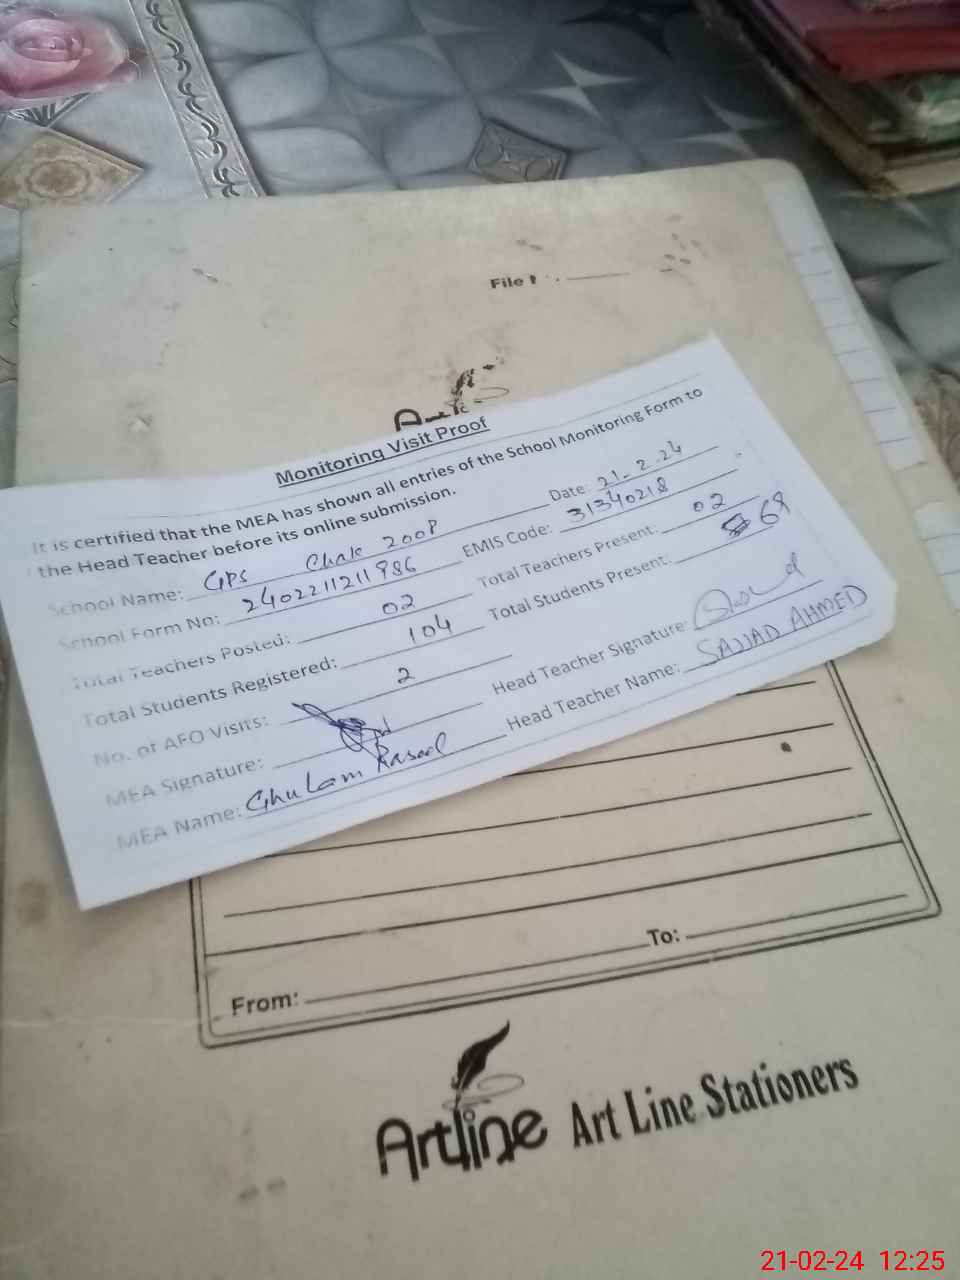 File
Monitoring Visit Proof
It is certified that the MEA has shown all entries of the School Monitoring Form to
the Head Teacher before its online submission.
Date: 21-2-24
School Name: GPS Chak 200P
EMIS Code: 31340218
School Form No: 2402211211986
Total Teachers Present: 02
Total Teachers Posted: 02
Total Students Present: 68
Total Students Registered: 104
No. of AFO Visits: 2
Head Teacher Signature:
MEA Signature:
Head Teacher Name: SAJJAD AHMED
MEA Name: Ghulam Rasool
From: To:
Artline Art Line Stationers
21-02-24 12:25